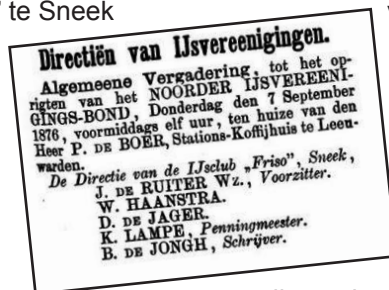 te Sneek
Directiën van IJsvereenigingen.
Algemeene Vergadering, tot het op-
rigten van het NOORDER IJSVEREENI-
GINGS-BOND, Donderdag den 7 September
1876, voormiddags elf uur, ten huize van den
Heer P. DE BOER, Stations-Koffijhuis te Leeu-
warden.
De Directie van de IJsclub „Friso”, Sneek,
J. DE RUITER Wz., Voorzitter.
W. HAANSTRA.
D. DE JAGER.
K. LAMPE, Penningmeester.
B. DE JONGH, Schrijver.